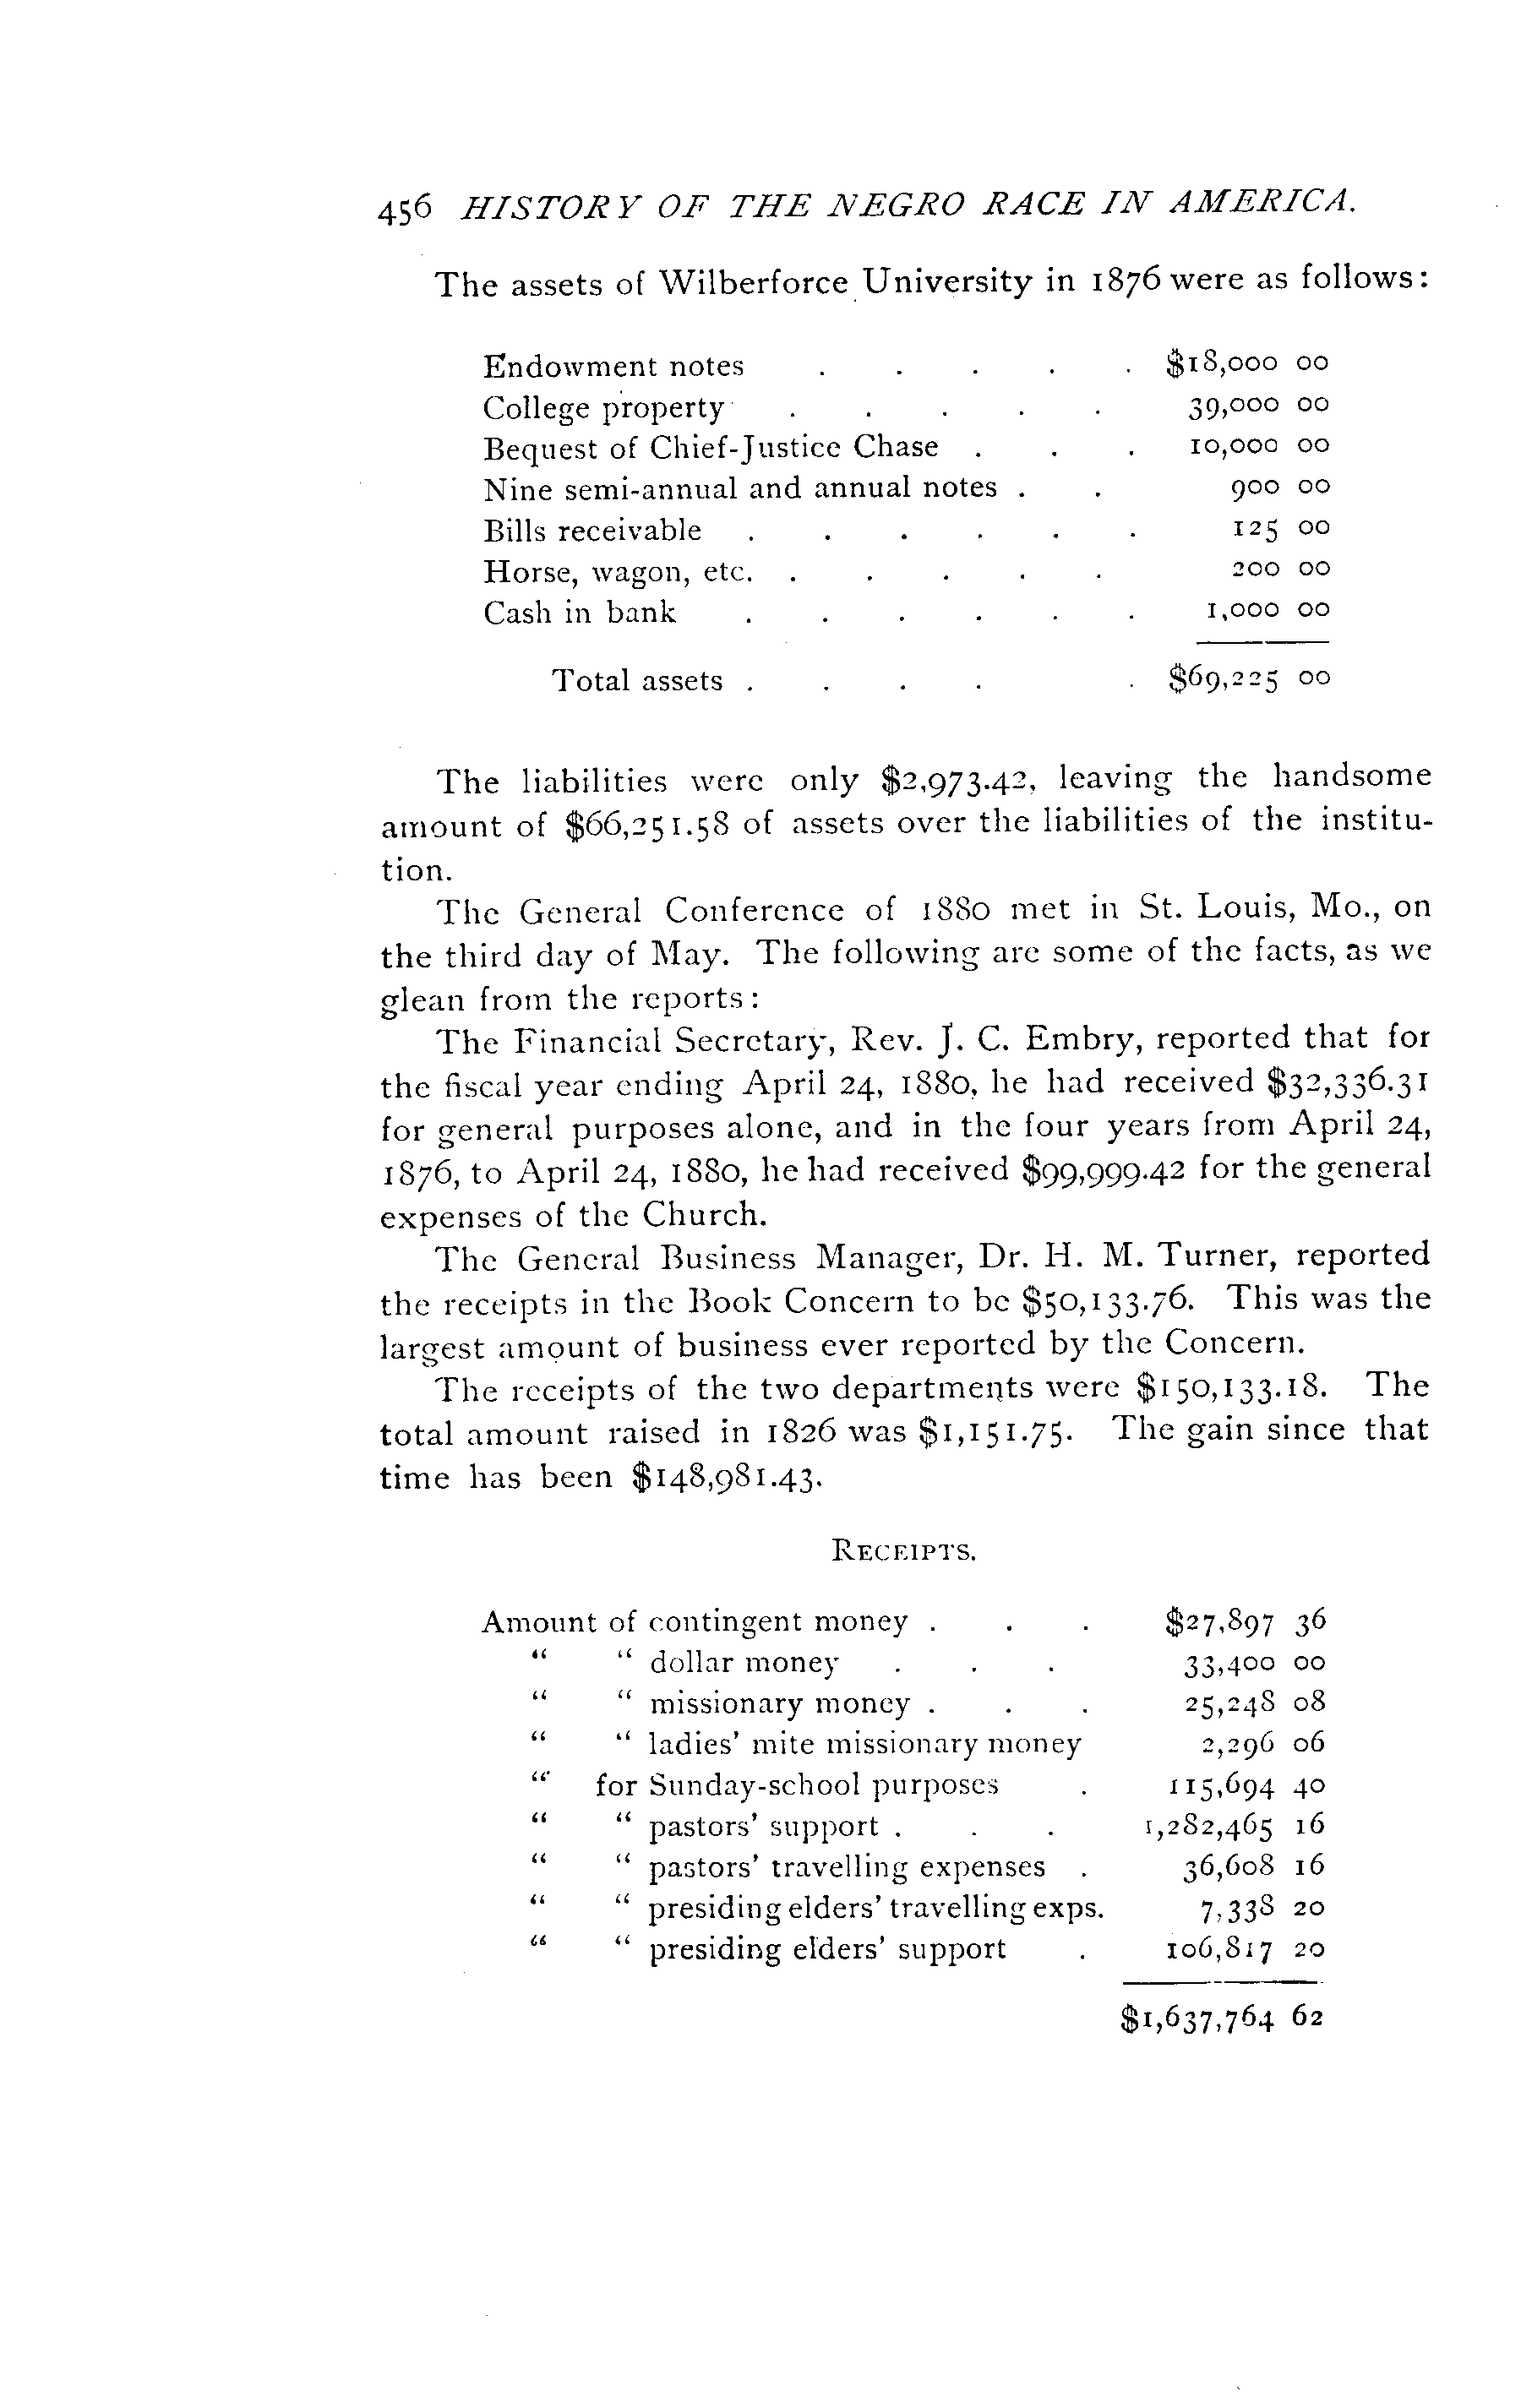 456 HISTORY OF THE NEGRO RACE IN AMERICA.
The assets of Wilberforce University in 1876 were as follows:
Endowment notes . . . . . $18,000 00
College property . . . . . 39,000 00
Bequest of Chief-Justice Chase . . . 10,000 00
Nine semi-annual and annual notes . . 900 00
Bills receivable . . . . . . 125 00
Horse, wagon, etc. . . . . . 200 00
Cash in bank . . . . . . 1,000 00
Total assets . . . . . $69,225 00
The liabilities were only $2,973.42, leaving the handsome
amount of $66,251.58 of assets over the liabilities of the institu-
tion.
The General Conference of 1880 met in St. Louis, Mo., on
the third day of May. The following are some of the facts, as we
glean from the reports:
The Financial Secretary, Rev. J. C. Embry, reported that for
the fiscal year ending April 24, 1880, he had received $32,336.31
for general purposes alone, and in the four years from April 24,
1876, to April 24, 1880, he had received $99,999.42 for the general
expenses of the Church.
The General Business Manager, Dr. H. M. Turner, reported
the receipts in the Book Concern to be $50,133.76. This was the
largest amount of business ever reported by the Concern.
The receipts of the two departments were $150,133.18. The
total amount raised in 1826 was $1,151.75. The gain since that
time has been $148,981.43.
RECEIPTS.
Amount of contingent money . . . $27,897 36
" " dollar money . . . 33,400 00
" " missionary money . . . 25,248 08
" " ladies' mite missionary money 2,296 06
" for Sunday-school purposes . 115,694 40
" " pastors' support . . . 1,282,465 16
" " pastors' travelling expenses . 36,608 16
" " presiding elders' travelling exps. 7,338 20
" " presiding elders' support . 106,817 20
$1,637,764 62